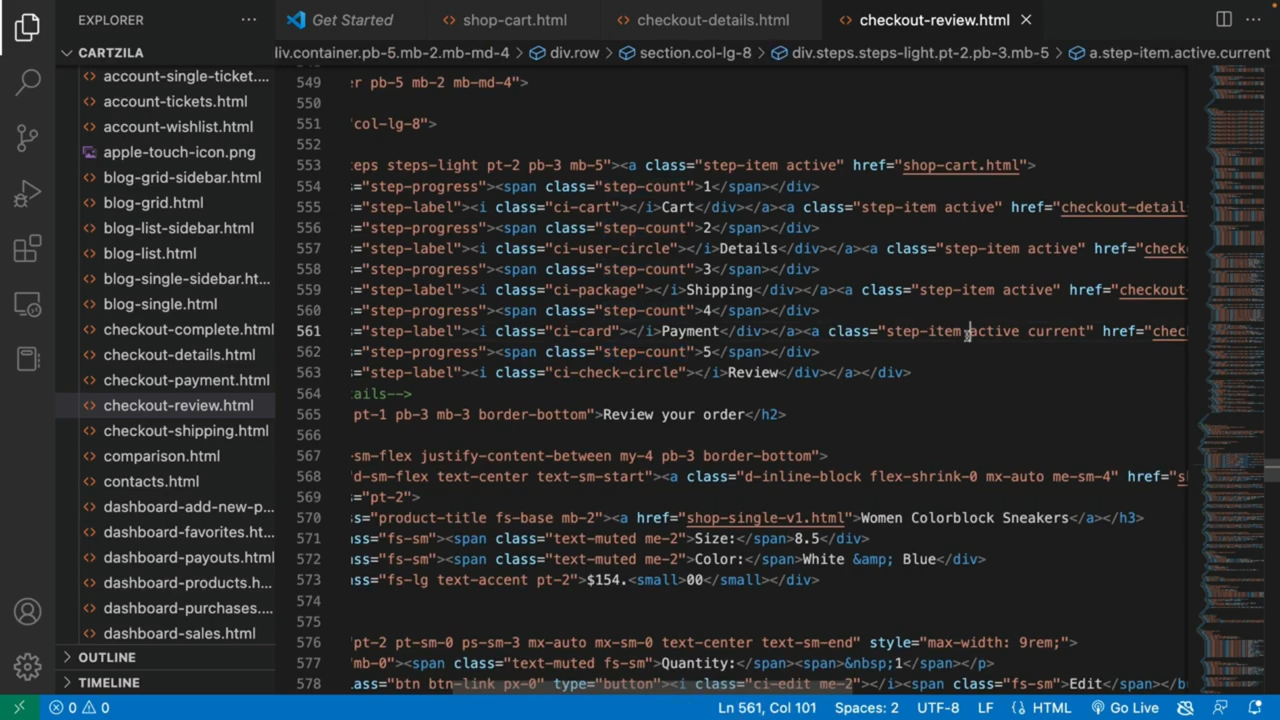 EXPLORER
Get Started
shop-cart.html
checkout-details.html
checkout-review.html
CARTZILA
div.container.pb-5.mb-2.mb-md-4 > div.row > section.col-lg-8 > div.steps.steps-light.pt-2.pb-3.mb-5 > a.step-item.active.current
account-single-ticket....
account-tickets.html
account-wishlist.html
apple-touch-icon.png
blog-grid-sidebar.html
blog-grid.html
blog-list-sidebar.html
blog-list.html
blog-single-sidebar.ht...
blog-single.html
checkout-complete.html
checkout-details.html
checkout-payment.html
checkout-review.html
checkout-shipping.html
comparison.html
contacts.html
dashboard-add-new-p...
dashboard-favorites.ht...
dashboard-payouts.html
dashboard-products.h...
dashboard-purchases....
dashboard-sales.html
OUTLINE
TIMELINE
549 er pb-5 mb-2 mb-md-4">
550
551 "col-lg-8">
552
553 teps steps-light pt-2 pb-3 mb-5"><a class="step-item active" href="shop-cart.html">
554 ="step-progress"><span class="step-count">1</span></div>
555 ="step-label"><i class="ci-cart"></i>Cart</div></a><a class="step-item active" href="checkout-detail
556 ="step-progress"><span class="step-count">2</span></div>
557 ="step-label"><i class="ci-user-circle"></i>Details</div></a><a class="step-item active" href="check
558 ="step-progress"><span class="step-count">3</span></div>
559 ="step-label"><i class="ci-package"></i>Shipping</div></a><a class="step-item active" href="checkout
560 ="step-progress"><span class="step-count">4</span></div>
561 ="step-label"><i class="ci-card"></i>Payment</div></a><a class="step-item active current" href="chec
562 ="step-progress"><span class="step-count">5</span></div>
563 ="step-label"><i class="ci-check-circle"></i>Review</div></a></div>
564 tails-->
565 "pt-1 pb-3 mb-3 border-bottom">Review your order</h2>
566
567 -sm-flex justify-content-between my-4 pb-3 border-bottom">
568 "d-sm-flex text-center text-sm-start"><a class="d-inline-block flex-shrink-0 mx-auto me-sm-4" href="s
569 ="pt-2">
570 ss="product-title fs-base mb-2"><a href="shop-single-v1.html">Women Colorblock Sneakers</a></h3>
571 ass="fs-sm"><span class="text-muted me-2">Size:</span>8.5</div>
572 ass="fs-sm"><span class="text-muted me-2">Color:</span>White &amp; Blue</div>
573 ass="fs-lg text-accent pt-2">$154.<small>00</small></div>
574
575
576 "pt-2 pt-sm-0 ps-sm-3 mx-auto mx-sm-0 text-center text-sm-end" style="max-width: 9rem;">
577 "mb-0"><span class="text-muted fs-sm">Quantity:</span><span>&nbsp;1</span></p>
578 lass="btn btn-link px-0" type="button"><i class="ci-edit me-2"></i><span class="fs-sm">Edit</span></b
0 0
Ln 561, Col 101
Spaces: 2
UTF-8
LF
HTML
Go Live